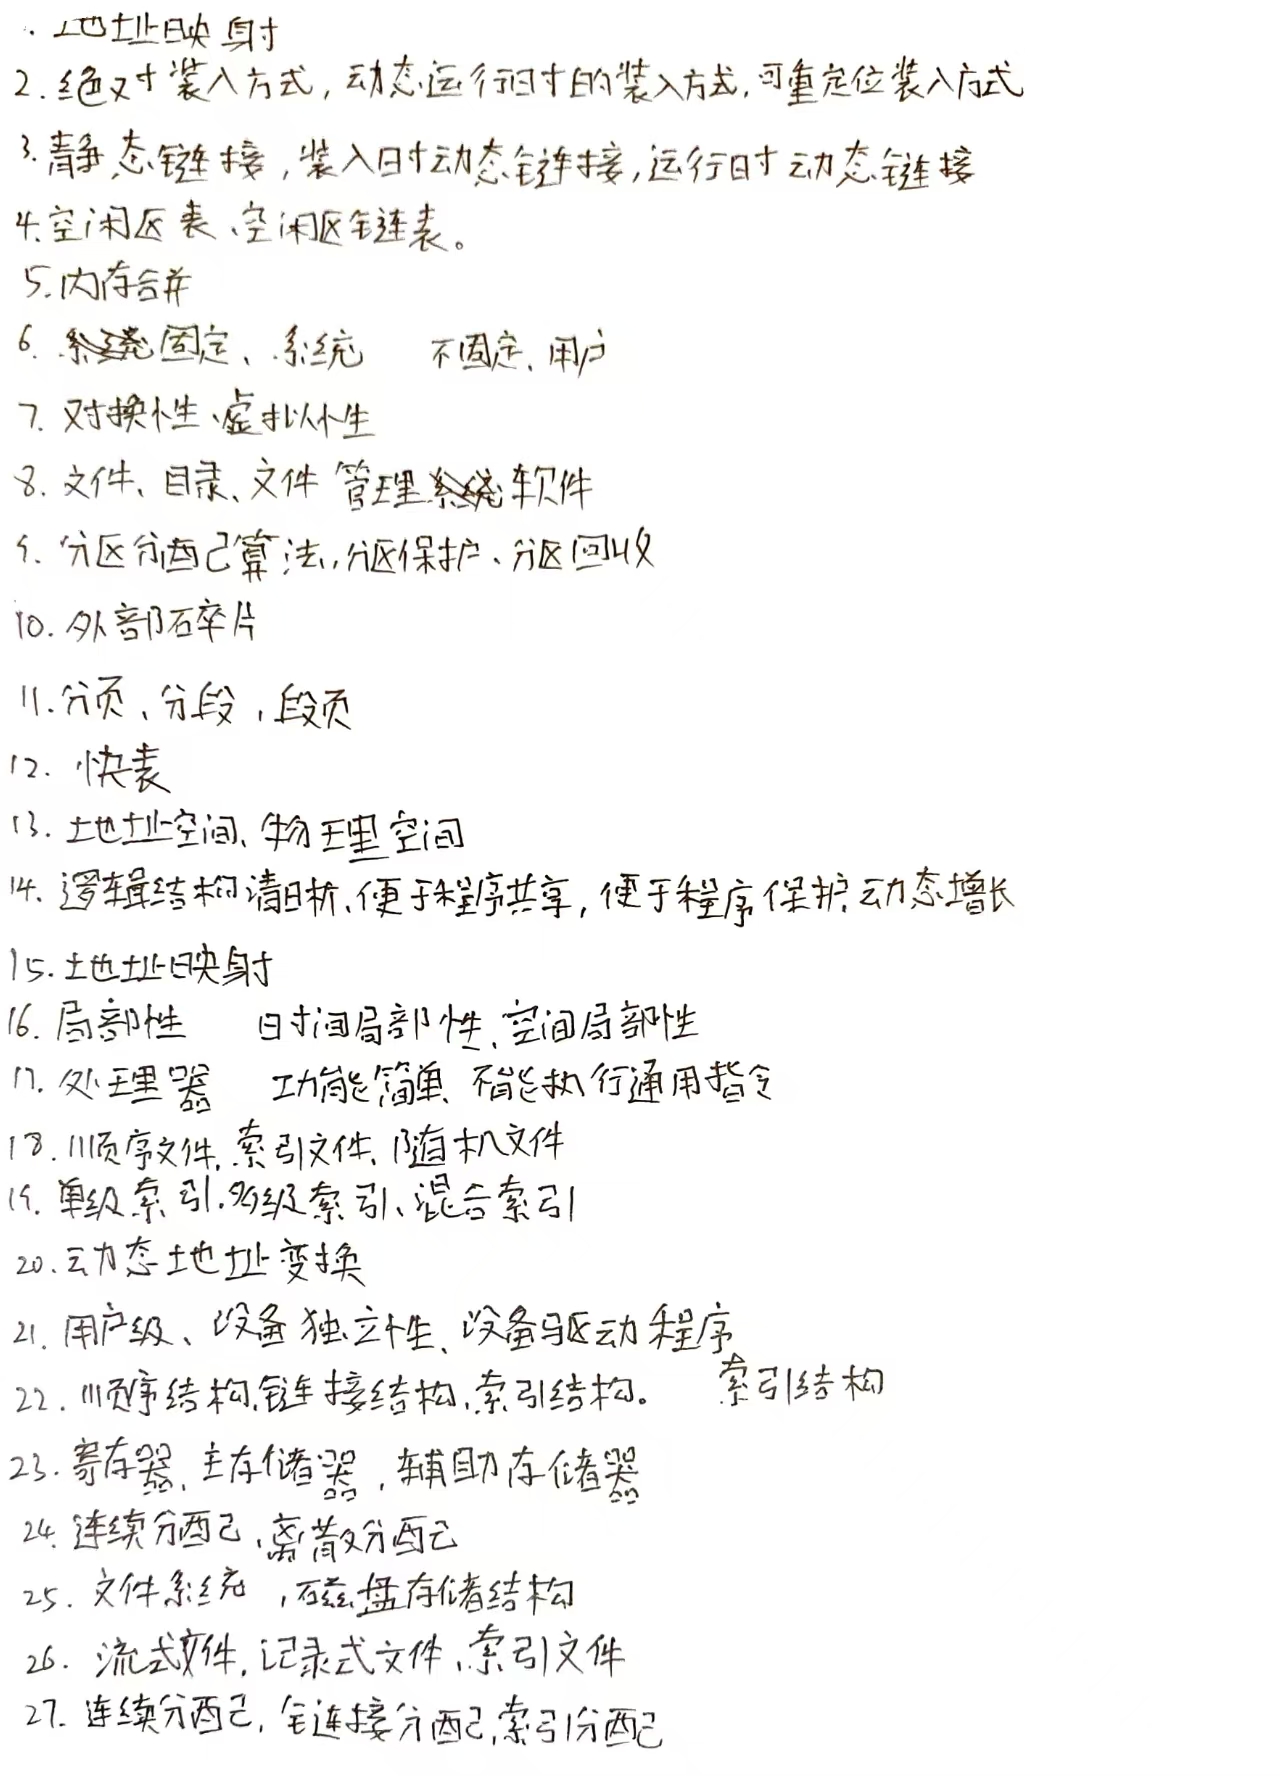 . 地址映射
2. 绝对装入方式, 动态运行时的装入方式, 可重定位装入方式
3. 静态链接, 装入时动态链接, 运行时动态链接
4. 空闲区表、空闲区链表。
5. 内存合并
6. 固定、系统 不固定、用户
7. 对换性、虚拟性
8. 文件、目录、文件管理软件
9. 分区分配算法, 分区保护、分区回收
10. 外部碎片
11. 分页、分段, 段页
12. 快表
13. 地址空间、物理空间
14. 逻辑结构清晰、便于程序共享, 便于程序保护、动态增长
15. 地址映射
16. 局部性 时间局部性、空间局部性
17. 处理器 功能简单、不能执行通用指令
18. 顺序文件, 索引文件、随机文件
19. 单级索引、多级索引、混合索引
20. 动态地址变换
21. 用户级、设备独立性、设备驱动程序
22. 顺序结构, 链接结构, 索引结构。 索引结构
23. 寄存器, 主存储器, 辅助存储器
24. 连续分配, 离散分配
25. 文件系统, 磁盘存储结构
26. 流式文件, 记录式文件、索引文件
27. 连续分配, 链接分配, 索引分配